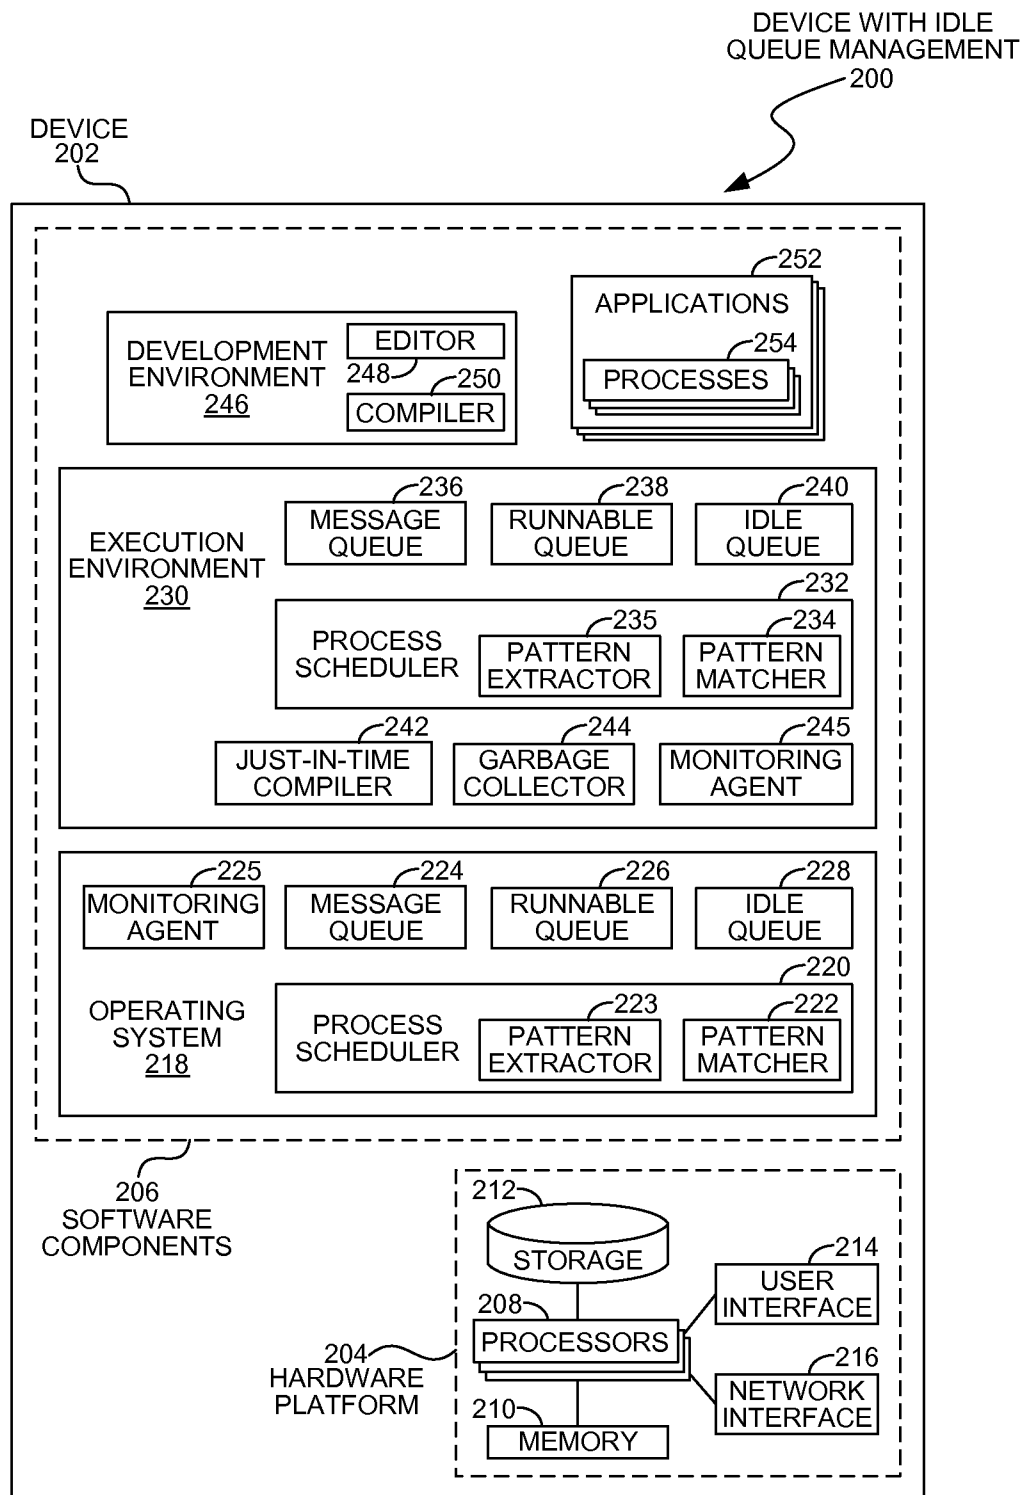 DEVICE WITH IDLE
QUEUE MANAGEMENT
200
DEVICE
202
252
APPLICATIONS
254
PROCESSES
DEVELOPMENT
ENVIRONMENT
246
EDITOR
248
250
COMPILER
EXECUTION
ENVIRONMENT
230
236
MESSAGE
QUEUE
238
RUNNABLE
QUEUE
240
IDLE
QUEUE
232
PROCESS
SCHEDULER
235
PATTERN
EXTRACTOR
234
PATTERN
MATCHER
242
JUST-IN-TIME
COMPILER
244
GARBAGE
COLLECTOR
245
MONITORING
AGENT
225
MONITORING
AGENT
224
MESSAGE
QUEUE
226
RUNNABLE
QUEUE
228
IDLE
QUEUE
OPERATING
SYSTEM
218
220
PROCESS
SCHEDULER
223
PATTERN
EXTRACTOR
222
PATTERN
MATCHER
206
SOFTWARE
COMPONENTS
212
STORAGE
208
PROCESSORS
214
USER
INTERFACE
204
HARDWARE
PLATFORM
216
NETWORK
INTERFACE
210
MEMORY